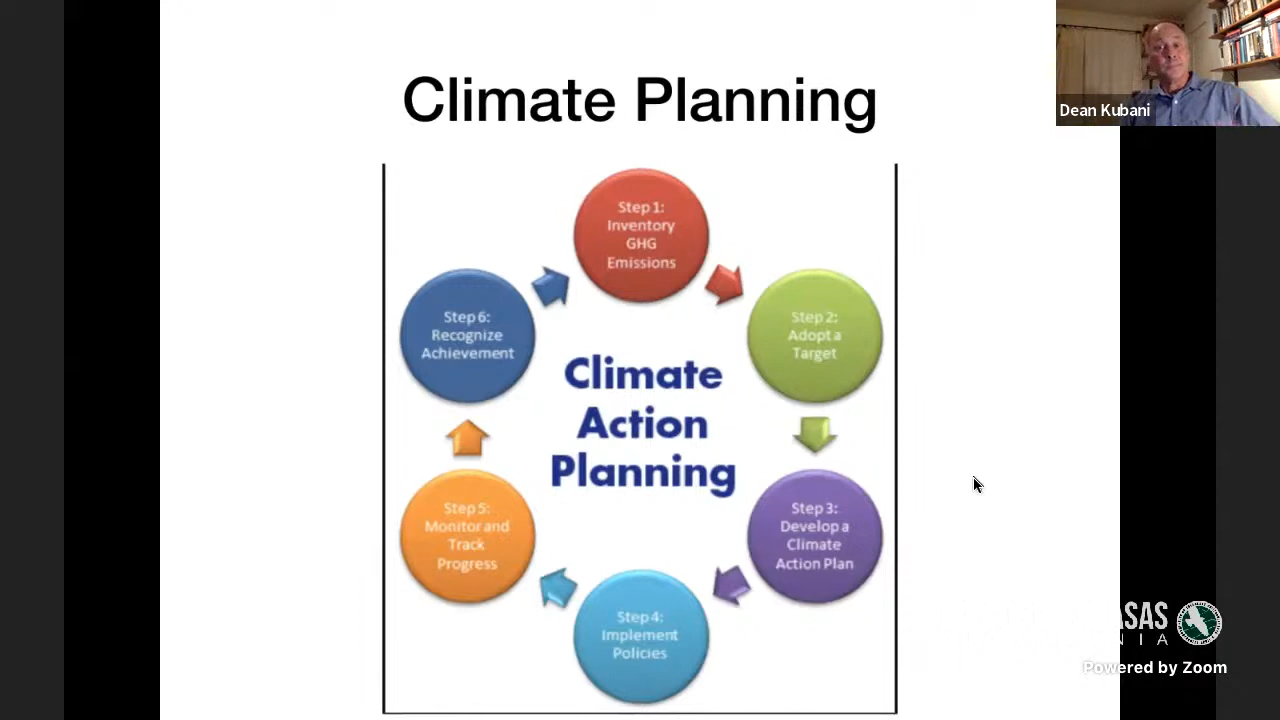 Climate Planning
Dean Kubani
Step 1:
Inventory
GHG
Emissions
Step 2:
Adopt a
Target
Step 3:
Develop a
Climate
Action Plan
Step 4:
Implement
Policies
Step 5:
Monitor and
Track
Progress
Step 6:
Recognize
Achievement
Climate
Action
Planning
Powered by Zoom